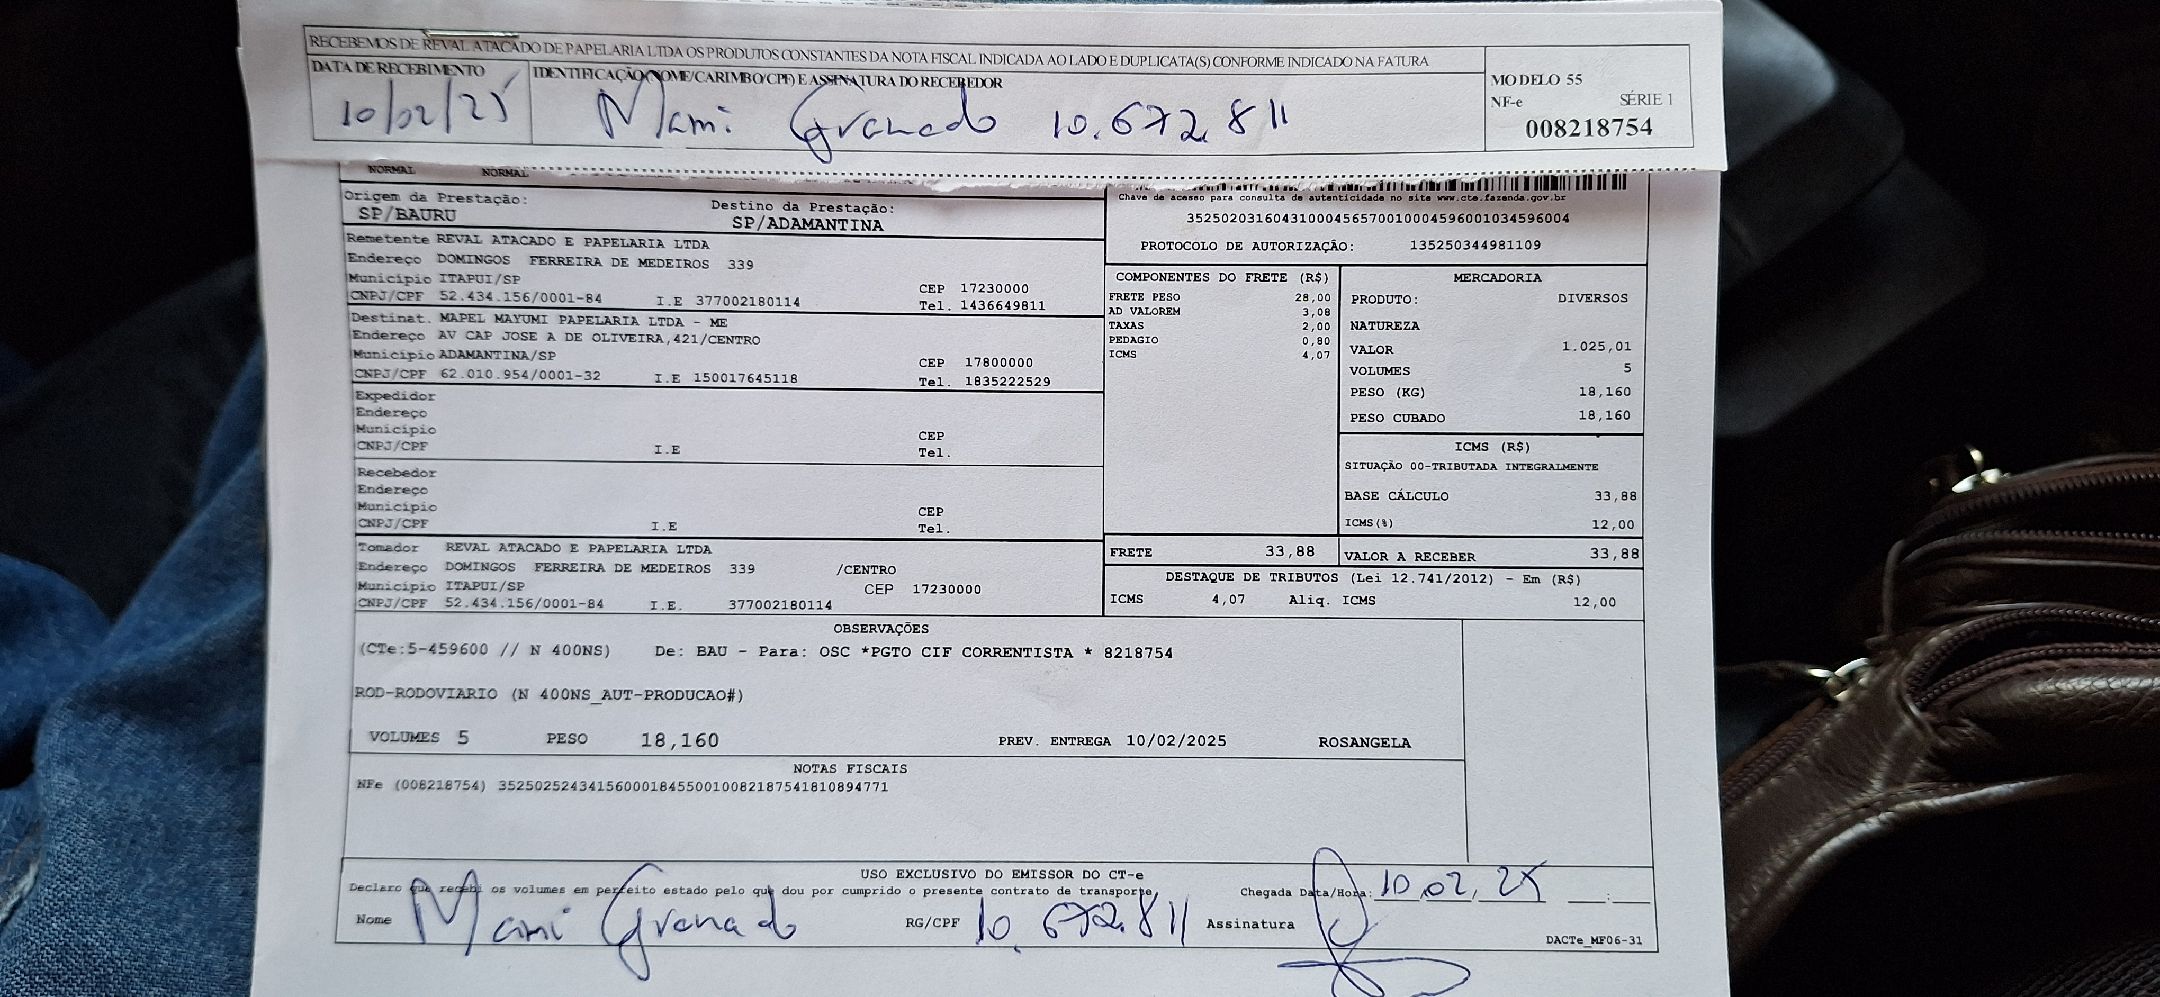 RECEBEMOS DE REVAL ATACADO DE PAPELARIA LTDA OS PRODUTOS CONSTANTES DA NOTA FISCAL INDICADA AO LADO E DUPLICATA(S) CONFORME INDICADO NA FATURA
DATA DE RECEBIMENTO
10/02/25
IDENTIFICAÇÃO (NOME/CARIMBO/CPF) E ASSINATURA DO RECEBEDOR
Mami Granado 10.672.811
MODELO 55
NF-e SÉRIE 1
008218754
NORMAL NORMAL
Origem da Prestação:
SP/BAURU
Destino da Prestação:
SP/ADAMANTINA
Chave de acesso para consulta de autenticidade no site www.cte.fazenda.gov.br
35250203160431000456570010004596001034596004
PROTOCOLO DE AUTORIZAÇÃO: 135250344981109
Remetente REVAL ATACADO E PAPELARIA LTDA
Endereço DOMINGOS FERREIRA DE MEDEIROS 339
Município ITAPUI/SP CEP 17230000
CNPJ/CPF 52.434.156/0001-84 I.E 377002180114 Tel. 1436649811
Destinat. MAPEL MAYUMI PAPELARIA LTDA - ME
Endereço AV CAP JOSE A DE OLIVEIRA,421/CENTRO
Município ADAMANTINA/SP CEP 17800000
CNPJ/CPF 62.010.954/0001-32 I.E 150017645118 Tel. 1835222529
Expedidor
Endereço
Município CEP
CNPJ/CPF I.E Tel.
Recebedor
Endereço
Município CEP
CNPJ/CPF I.E Tel.
Tomador REVAL ATACADO E PAPELARIA LTDA
Endereço DOMINGOS FERREIRA DE MEDEIROS 339 /CENTRO
Município ITAPUI/SP CEP 17230000
CNPJ/CPF 52.434.156/0001-84 I.E. 377002180114
COMPONENTES DO FRETE (R$)
FRETE PESO 28,00
AD VALOREM 3,08
TAXAS 2,00
PEDAGIO 0,80
ICMS 4,07
MERCADORIA
PRODUTO: DIVERSOS
NATUREZA
VALOR 1.025,01
VOLUMES 5
PESO (KG) 18,160
PESO CUBADO 18,160
ICMS (R$)
SITUAÇÃO 00-TRIBUTADA INTEGRALMENTE
BASE CÁLCULO 33,88
ICMS(%) 12,00
FRETE 33,88
VALOR A RECEBER 33,88
DESTAQUE DE TRIBUTOS (Lei 12.741/2012) - Em (R$)
ICMS 4,07 Aliq. ICMS 12,00
OBSERVAÇÕES
(CTe:5-459600 // N 400NS) De: BAU - Para: OSC *PGTO CIF CORRENTISTA * 8218754
ROD-RODOVIARIO (N 400NS_AUT-PRODUCAO#)
VOLUMES 5 PESO 18,160 PREV. ENTREGA 10/02/2025 ROSANGELA
NOTAS FISCAIS
NFe (008218754) 35250252434156000184550010082187541810894771
USO EXCLUSIVO DO EMISSOR DO CT-e
Declaro que recebi os volumes em perfeito estado pelo que dou por cumprido o presente contrato de transporte,
Chegada Data/Hora: 10.02.25 __:__
Nome Mami Granado RG/CPF 10.672.811 Assinatura
DACTe_MF06-31